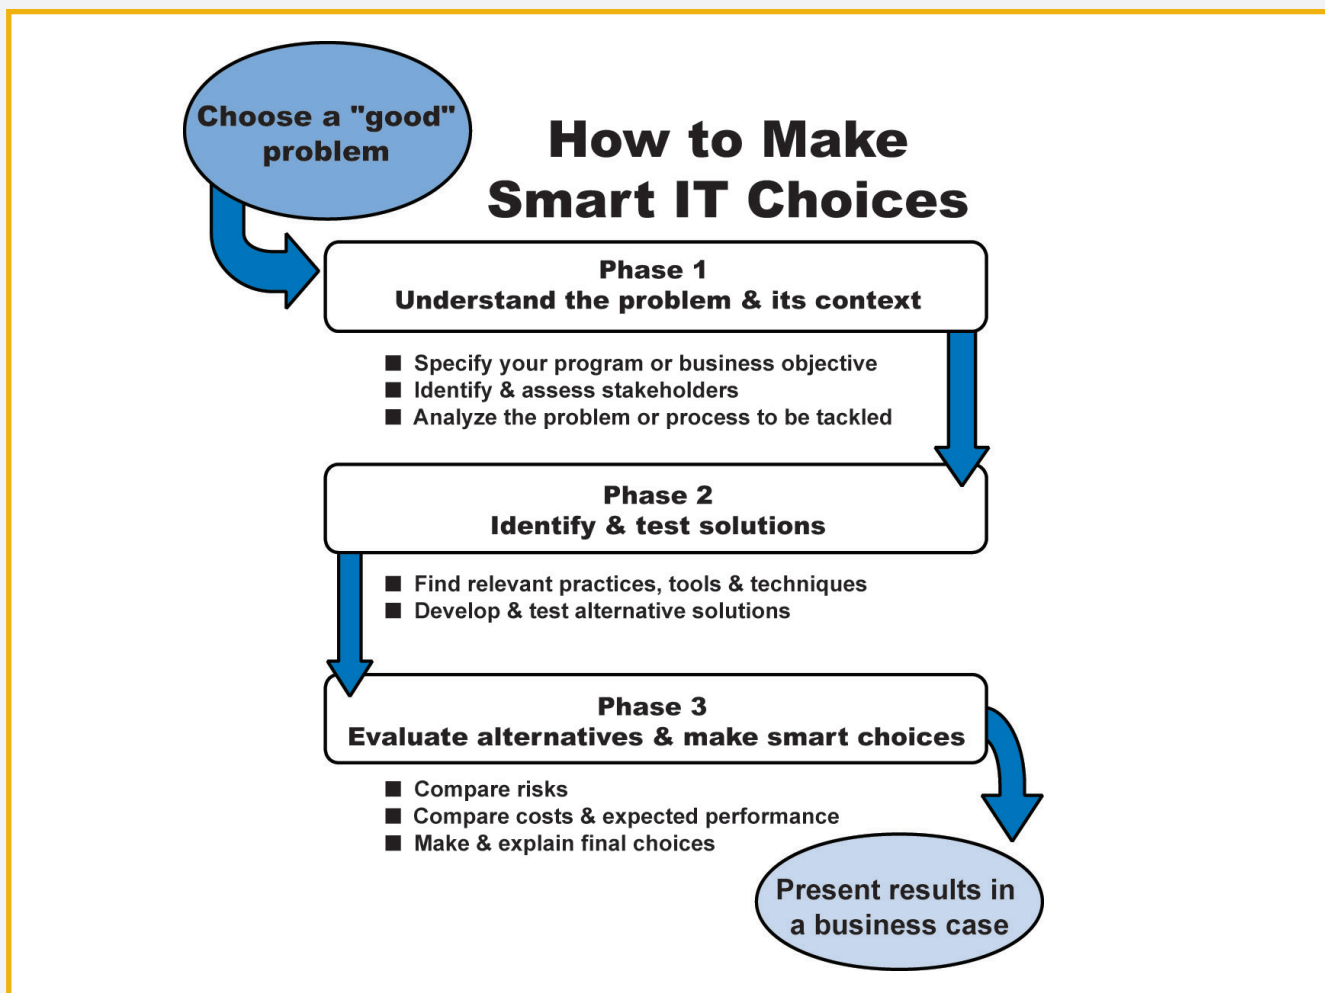 Choose a "good"
problem
How to Make
Smart IT Choices
Phase 1
Understand the problem & its context
■ Specify your program or business objective
■ Identify & assess stakeholders
■ Analyze the problem or process to be tackled
Phase 2
Identify & test solutions
■ Find relevant practices, tools & techniques
■ Develop & test alternative solutions
Phase 3
Evaluate alternatives & make smart choices
■ Compare risks
■ Compare costs & expected performance
■ Make & explain final choices
Present results in
a business case